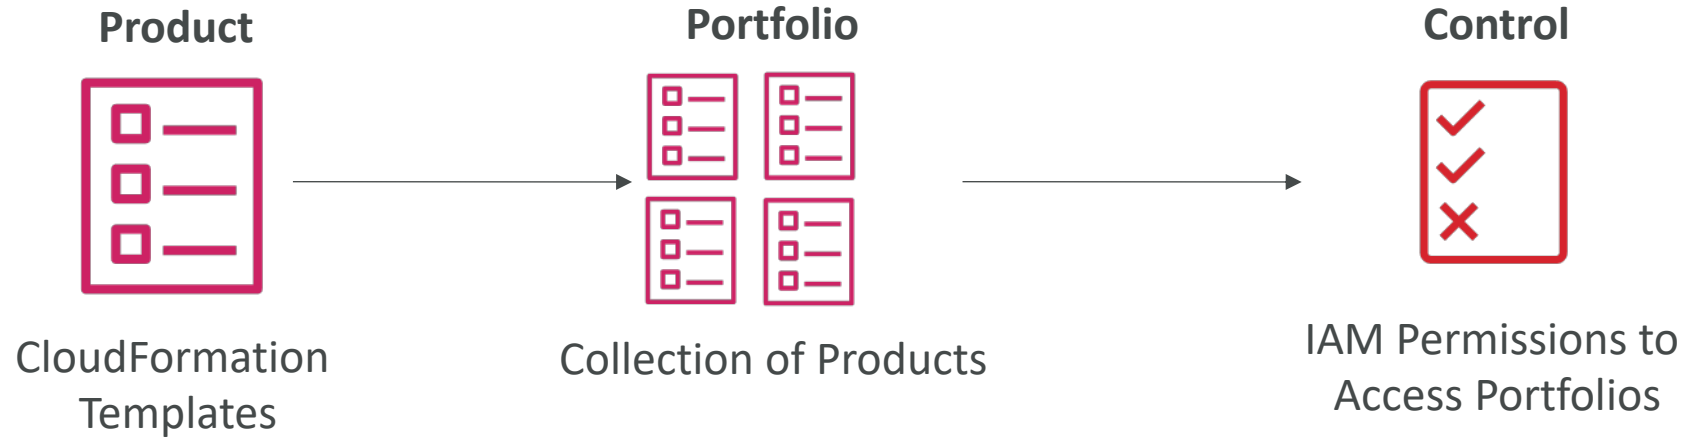 Product
CloudFormation
Templates
Portfolio
Collection of Products
Control
IAM Permissions to
Access Portfolios